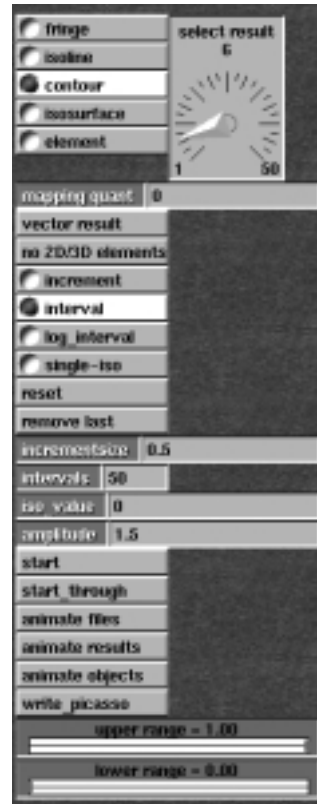 fringe
isoline
contour
isosurface
element
select result
6
1 50
mapping quant 0
vector result
no 2D/3D elements
increment
interval
log_interval
single-iso
reset
remove last
incrementsize 0.5
intervals 50
iso_value 0
amplitude 1.5
start
start_through
animate files
animate results
animate objects
write_picasso
upper range = 1.00
lower range = 0.00